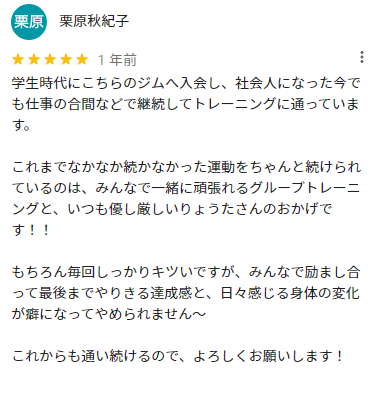 栗原 栗原秋紀子
★★★★★ 1 年前
学生時代にこちらのジムへ入会し、社会人になった今で
も仕事の合間などで継続してトレーニングに通っていま
す。
これまでなかなか続かなかった運動をちゃんと続けられ
ているのは、みんなで一緒に頑張れるグループトレーニ
ングと、いつも優し厳しいりょうたさんのおかげで
す！！
もちろん毎回しっかりキツいですが、みんなで励まし合
って最後までやりきる達成感と、日々感じる身体の変化
が癖になってやめられません〜
これからも通い続けるので、よろしくお願いします！